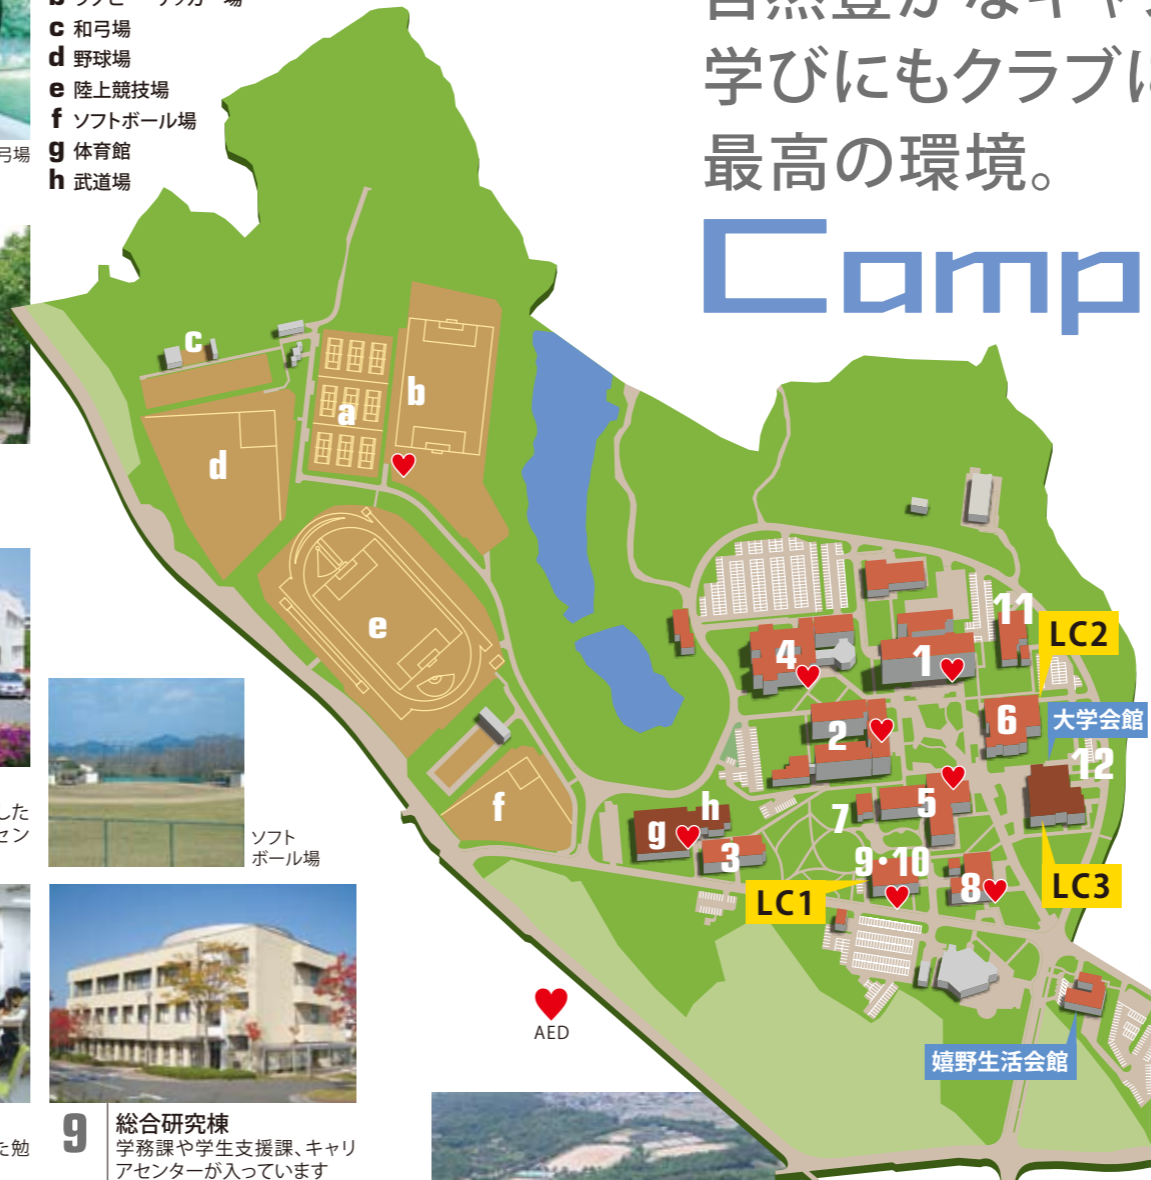 c 和弓場
d 野球場
e 陸上競技場
f ソフトボール場
g 体育館
h 武道場
弓場
学びにもクラブに
最高の環境。
Camp
c
b
a
d
e
f
g
h
4
1
11
LC2
2
6
大学会館
12
5
7
3
9・10
8
LC1
LC3
した
セン
ソフト
ボール場
AED
嬉野生活会館
た勉
9 総合研究棟
学務課や学生支援課、キャリ
アセンターが入っています